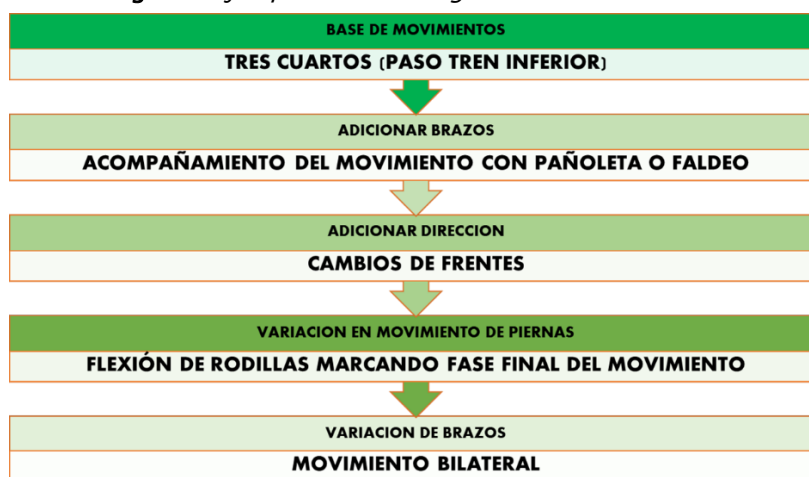 BASE DE MOVIMIENTOS
TRES CUARTOS (PASO TREN INFERIOR)
ADICIONAR BRAZOS
ACOMPAÑAMIENTO DEL MOVIMIENTO CON PAÑOLETA O FALDEO
ADICIONAR DIRECCION
CAMBIOS DE FRENTES
VARIACION EN MOVIMIENTO DE PIERNAS
FLEXIÓN DE RODILLAS MARCANDO FASE FINAL DEL MOVIMIENTO
VARIACION DE BRAZOS
MOVIMIENTO BILATERAL